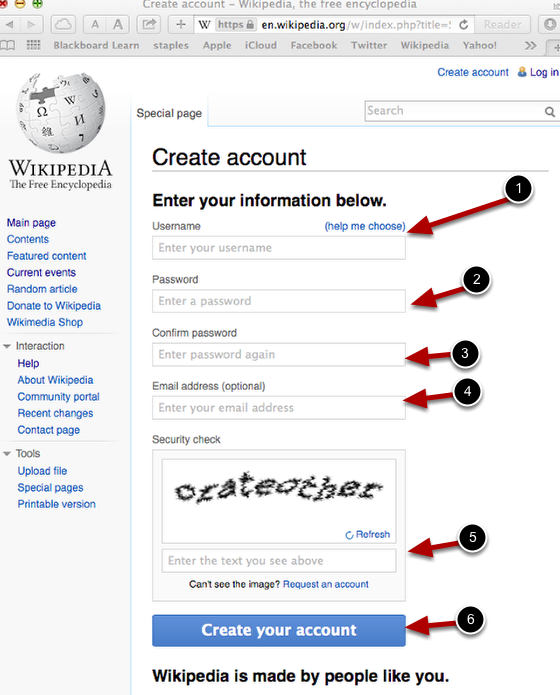 Create account – Wikipedia, the free encyclopedia
A A W https en.wikipedia.org/w/index.php?title= Reader
Blackboard Learn staples Apple iCloud Facebook Twitter Wikipedia Yahoo! >>
Create account Log in
Special page Search
WIKIPEDIA
The Free Encyclopedia
Main page
Contents
Featured content
Current events
Random article
Donate to Wikipedia
Wikimedia Shop
Interaction
Help
About Wikipedia
Community portal
Recent changes
Contact page
Tools
Upload file
Special pages
Printable version
Create account
Enter your information below.
1
Username (help me choose)
Enter your username
Password
2
Enter a password
Confirm password
3
Enter password again
Email address (optional)
4
Enter your email address
Security check
orateother
Refresh
5
Enter the text you see above
Can't see the image? Request an account
6
Create your account
Wikipedia is made by people like you.